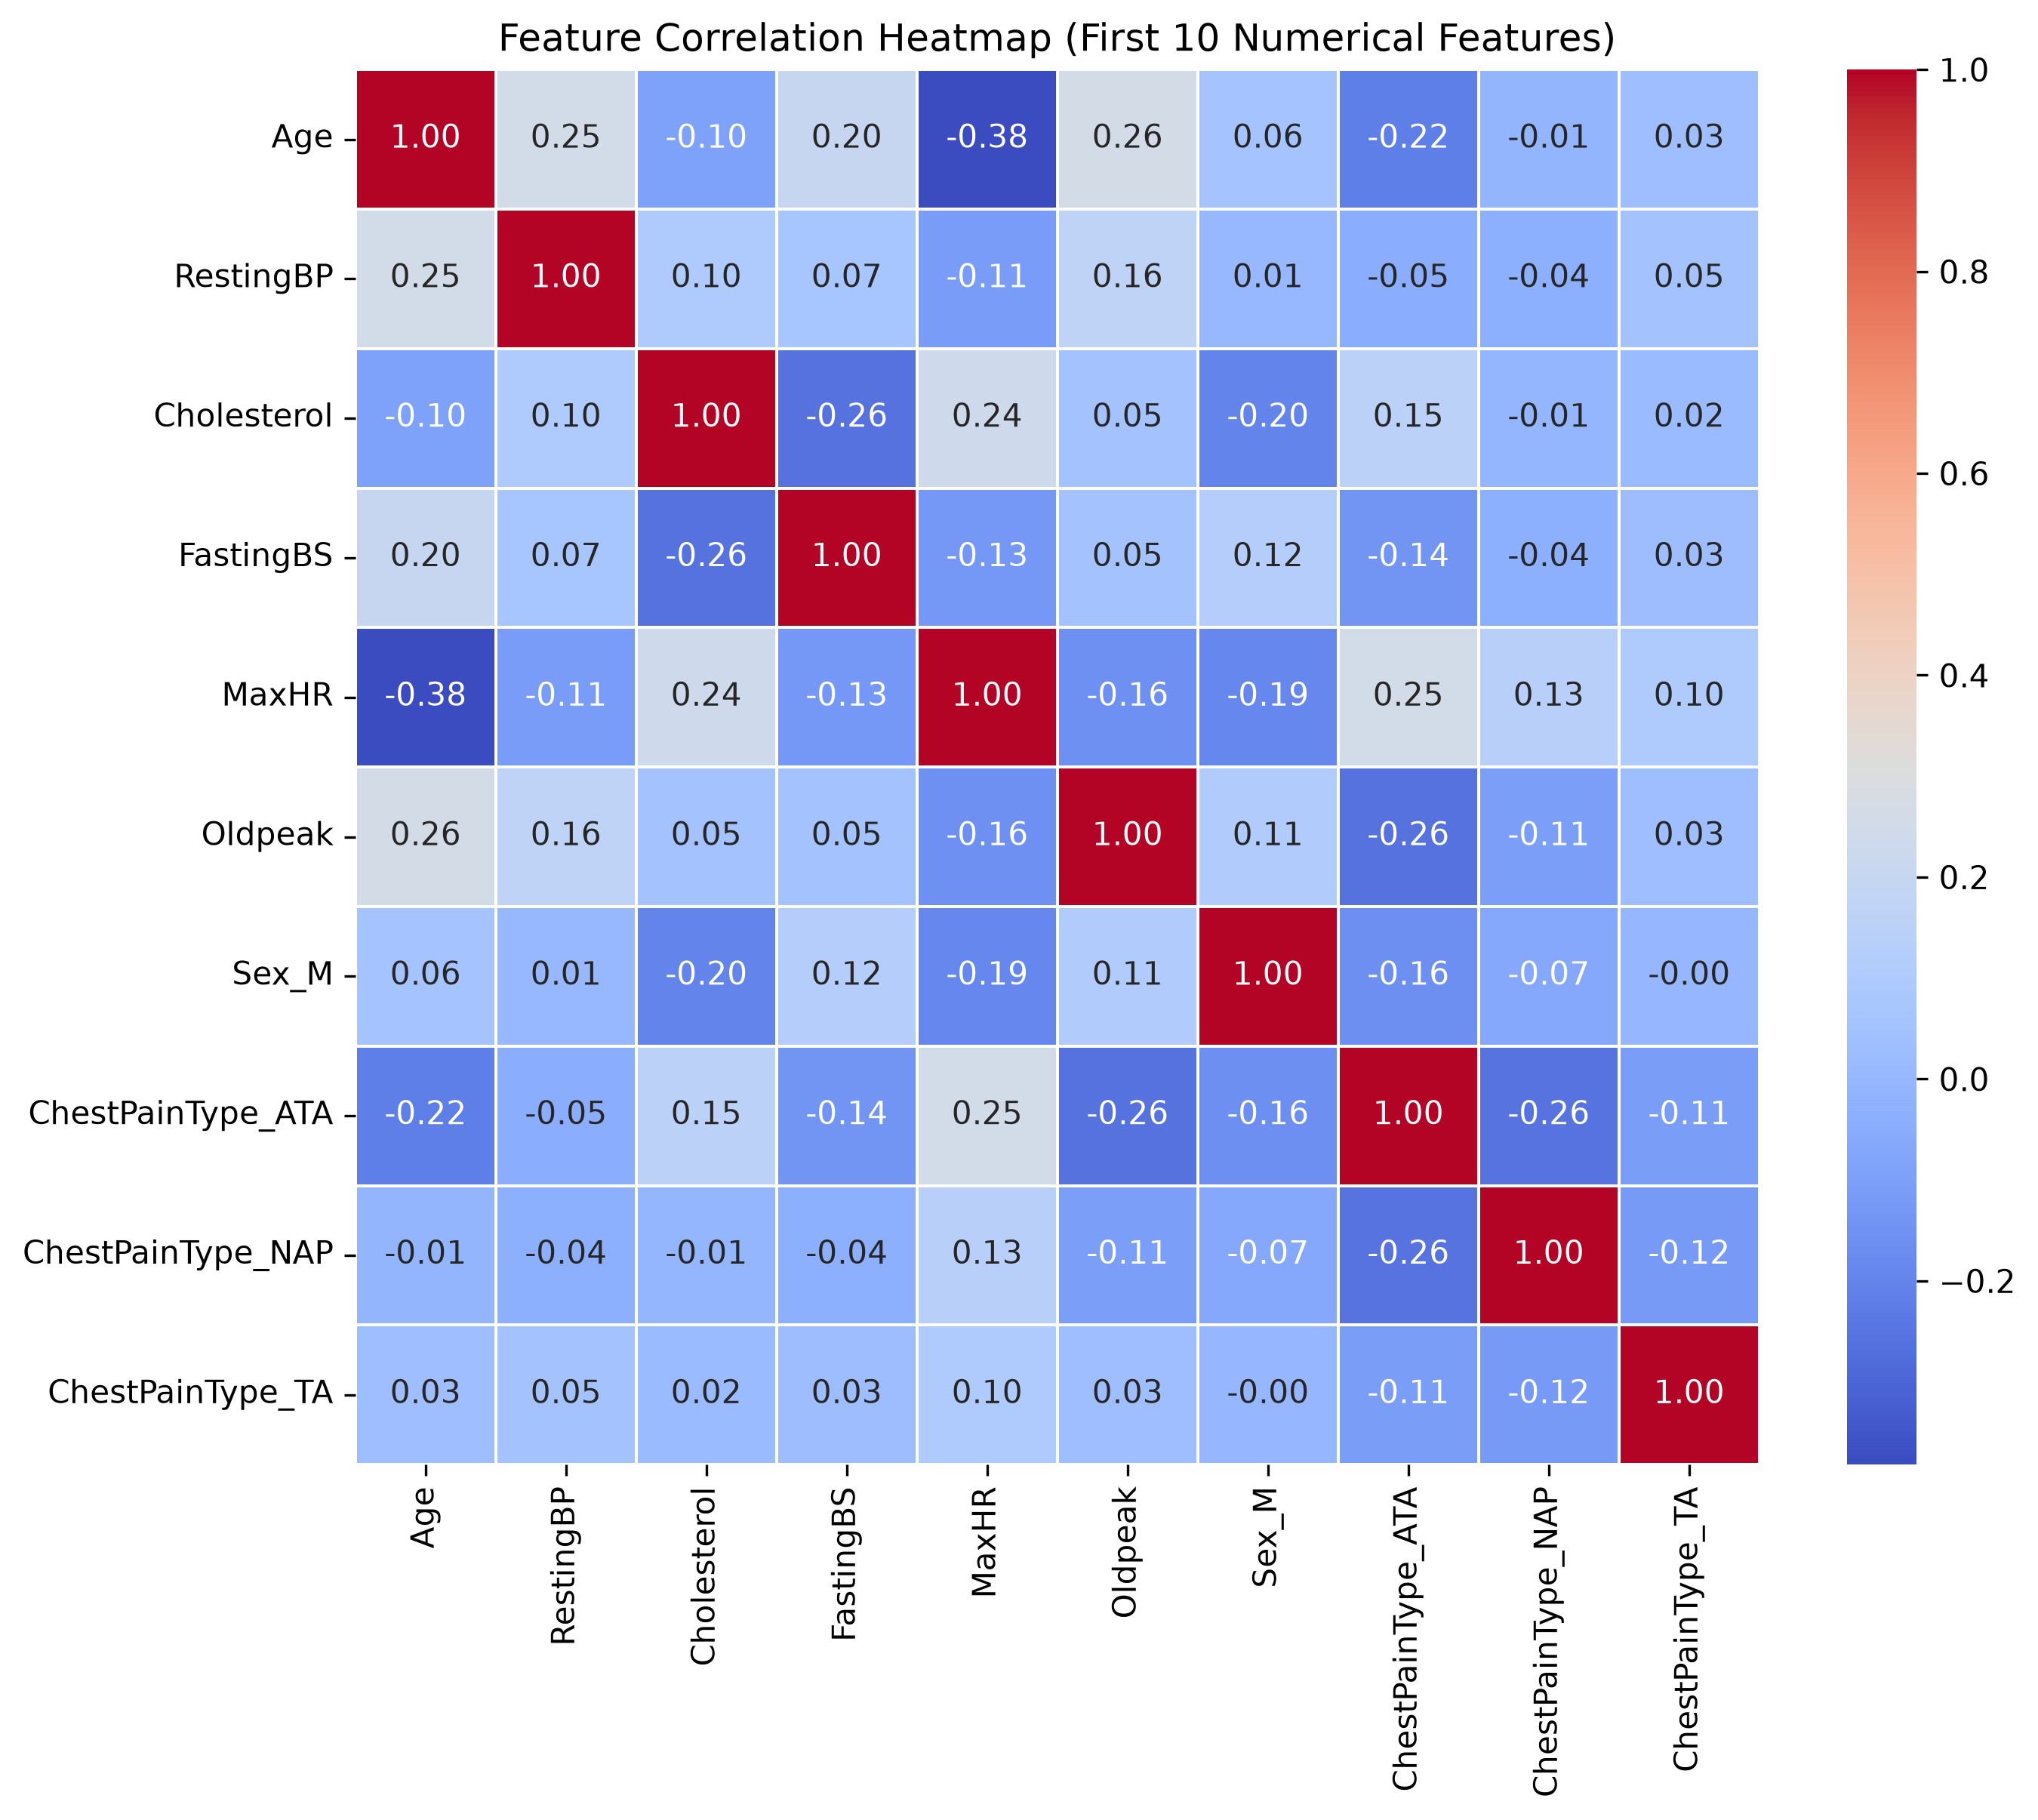 Feature Correlation Heatmap (First 10 Numerical Features)
Age 1.00 0.25 -0.10 0.20 -0.38 0.26 0.06 -0.22 -0.01 0.03
RestingBP 0.25 1.00 0.10 0.07 -0.11 0.16 0.01 -0.05 -0.04 0.05
Cholesterol -0.10 0.10 1.00 -0.26 0.24 0.05 -0.20 0.15 -0.01 0.02
FastingBS 0.20 0.07 -0.26 1.00 -0.13 0.05 0.12 -0.14 -0.04 0.03
MaxHR -0.38 -0.11 0.24 -0.13 1.00 -0.16 -0.19 0.25 0.13 0.10
Oldpeak 0.26 0.16 0.05 0.05 -0.16 1.00 0.11 -0.26 -0.11 0.03
Sex_M 0.06 0.01 -0.20 0.12 -0.19 0.11 1.00 -0.16 -0.07 -0.00
ChestPainType_ATA -0.22 -0.05 0.15 -0.14 0.25 -0.26 -0.16 1.00 -0.26 -0.11
ChestPainType_NAP -0.01 -0.04 -0.01 -0.04 0.13 -0.11 -0.07 -0.26 1.00 -0.12
ChestPainType_TA 0.03 0.05 0.02 0.03 0.10 0.03 -0.00 -0.11 -0.12 1.00
Age
RestingBP
Cholesterol
FastingBS
MaxHR
Oldpeak
Sex_M
ChestPainType_ATA
ChestPainType_NAP
ChestPainType_TA
1.0
0.8
0.6
0.4
0.2
0.0
−0.2